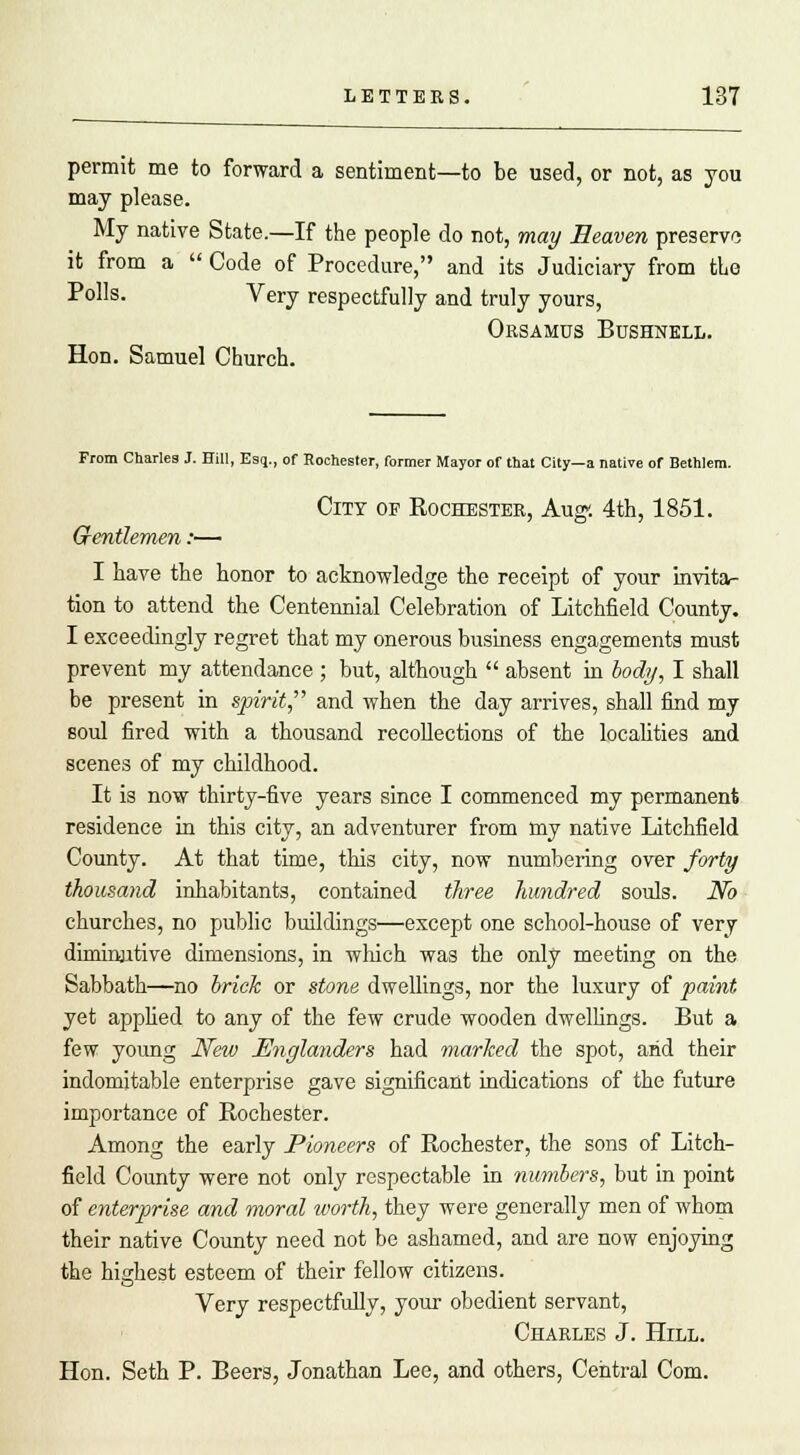 LETTERS. 137
permit me to forward a sentiment—to be used, or not, as you
may please.
My native State.—If the people do not, may Heaven preserve
it from a " Code of Procedure," and its Judiciary from the
Polls. Very respectfully and truly yours,
Orsamus Bushnell.
Hon. Samuel Church.
From Charles J. Hill, Esq., of Rochester, former Mayor of that City—a native of Bethlem.
City of Rochester, Aug. 4th, 1851.
Gentlemen:—
I have the honor to acknowledge the receipt of your invita-
tion to attend the Centennial Celebration of Litchfield County.
I exceedingly regret that my onerous business engagements must
prevent my attendance ; but, although " absent in body, I shall
be present in spirit," and when the day arrives, shall find my
soul fired with a thousand recollections of the localities and
scenes of my childhood.
It is now thirty-five years since I commenced my permanent
residence in this city, an adventurer from my native Litchfield
County. At that time, this city, now numbering over forty
thousand inhabitants, contained three hundred souls. No
churches, no public buildings—except one school-house of very
diminutive dimensions, in which was the only meeting on the
Sabbath—no brick or stone dwellings, nor the luxury of paint
yet applied to any of the few crude wooden dwellings. But a
few young New Englanders had marked the spot, and their
indomitable enterprise gave significant indications of the future
importance of Rochester.
Among the early Pioneers of Rochester, the sons of Litch-
field County were not only respectable in numbers, but in point
of enterprise and moral worth, they were generally men of whom
their native County need not be ashamed, and are now enjoying
the highest esteem of their fellow citizens.
Very respectfully, your obedient servant,
Charles J. Hill.
Hon. Seth P. Beers, Jonathan Lee, and others, Central Com.